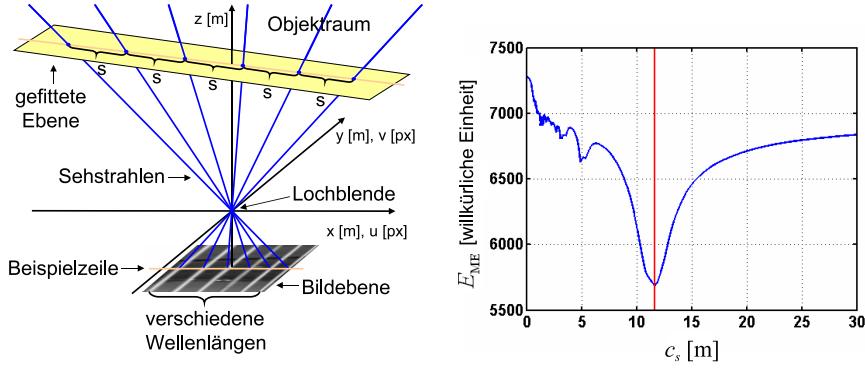 z [m]
Objektraum
s
s
s
s
s
gefittete
Ebene
y [m], v [px]
Sehstrahlen
Lochblende
x [m], u [px]
Beispielzeile
Bildebene
verschiedene
Wellenlängen
7500
7000
6500
6000
5500
E_ME [willkürliche Einheit]
0
5
10
15
20
25
30
c_s [m]